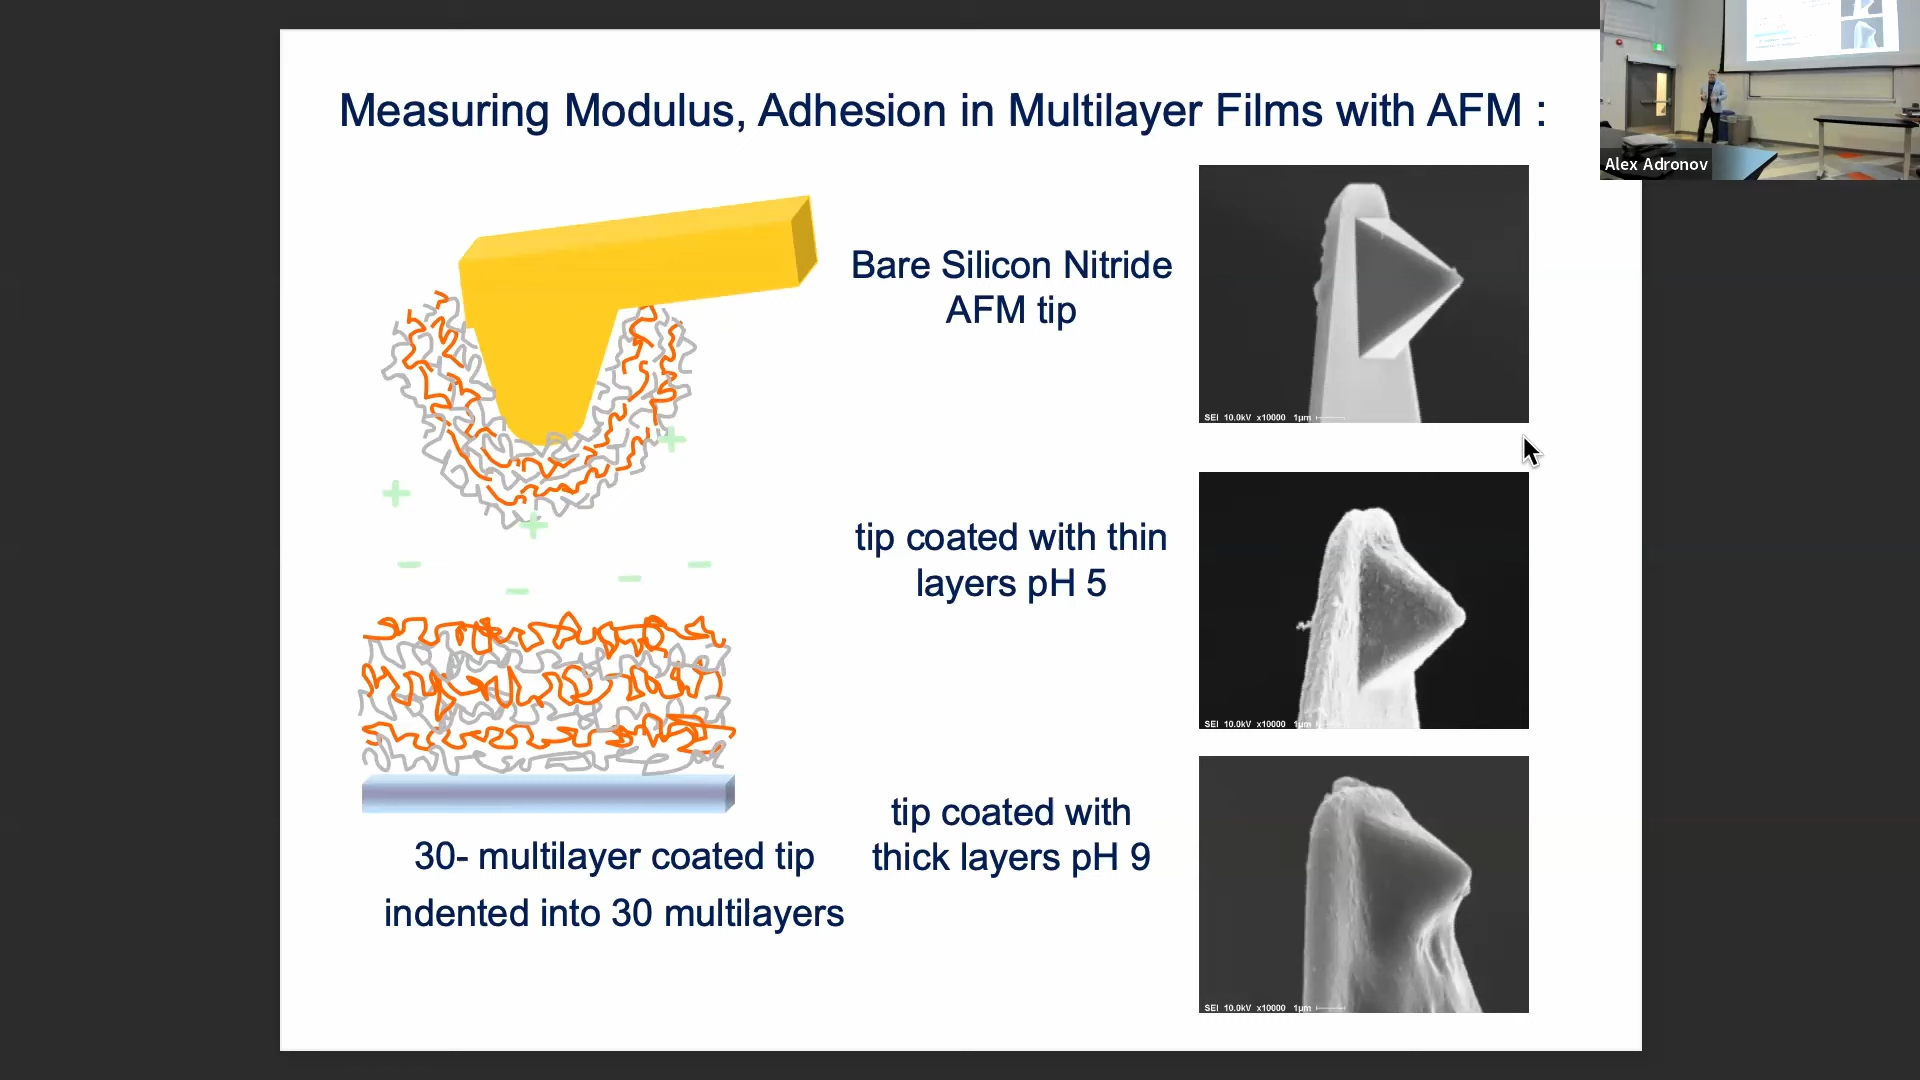 Measuring Modulus, Adhesion in Multilayer Films with AFM :
Alex Adronov
Bare Silicon Nitride
AFM tip
SEI 10.0kV x10000 1µm
tip coated with thin
layers pH 5
SEI 10.0kV x10000 1µm
tip coated with
thick layers pH 9
SEI 10.0kV x10000 1µm
30- multilayer coated tip
indented into 30 multilayers